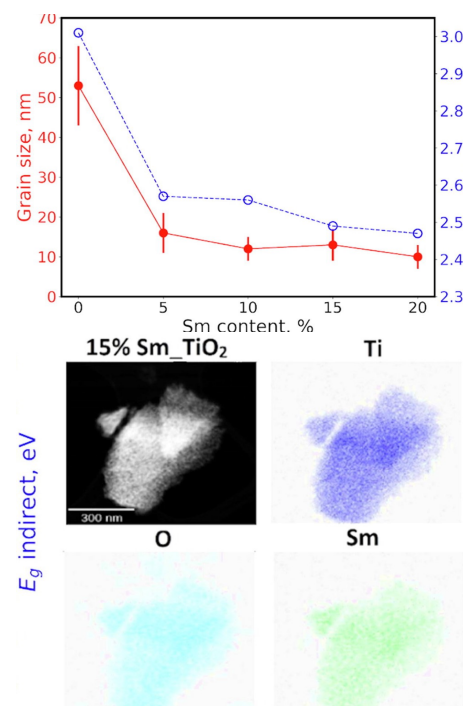 70
60
50
40
30
20
10
0
Grain size, nm
3.0
2.9
2.8
2.7
2.6
2.5
2.4
2.3
0 5 10 15 20
Sm content, %
15% Sm_TiO₂ Ti
300 nm
E_g indirect, eV
O Sm